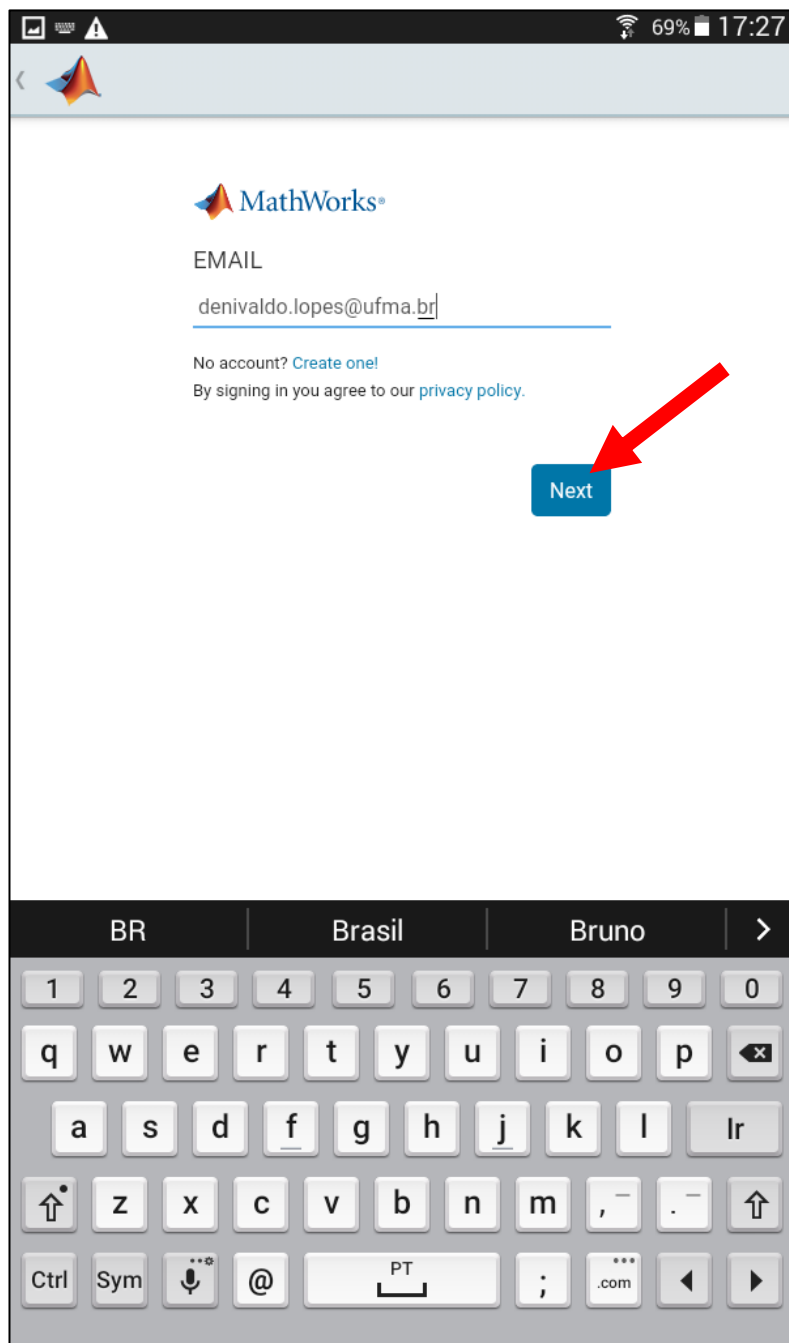 69% 17:27
MathWorks®
EMAIL
denivaldo.lopes@ufma.br
No account? Create one!
By signing in you agree to our privacy policy.
Next
BR Brasil Bruno >
1 2 3 4 5 6 7 8 9 0
q w e r t y u i o p
a s d f g h j k l Ir
z x c v b n m , .
Ctrl Sym @ PT ; .com